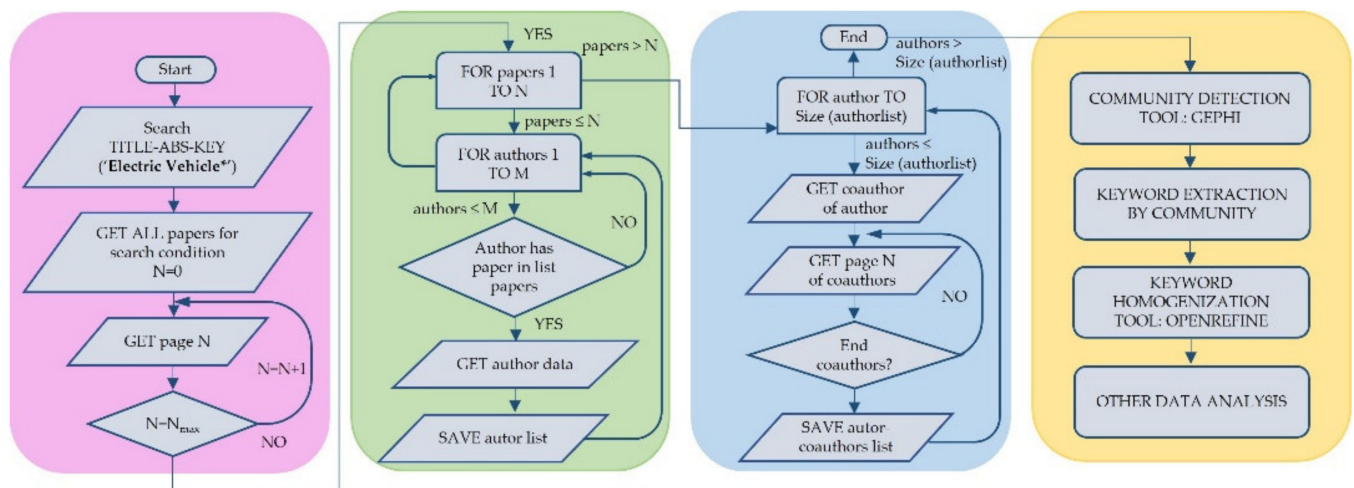 Start
Search
TITLE-ABS-KEY
('Electric Vehicle*')
GET ALL papers for
search condition
N=0
GET page N
N=N+1
N=Nmax
NO
YES
papers > N
FOR papers 1
TO N
papers ≤ N
FOR authors 1
TO M
authors ≤ M
NO
Author has
paper in list
papers
YES
GET author data
SAVE autor list
End
authors >
Size (authorlist)
FOR author TO
Size (authorlist)
authors ≤
Size (authorlist)
GET coauthor
of author
GET page N
of coauthors
NO
End
coauthors?
SAVE autor-
coauthors list
COMMUNITY DETECTION
TOOL: GEPHI
KEYWORD EXTRACTION
BY COMMUNITY
KEYWORD
HOMOGENIZATION
TOOL: OPENREFINE
OTHER DATA ANALYSIS